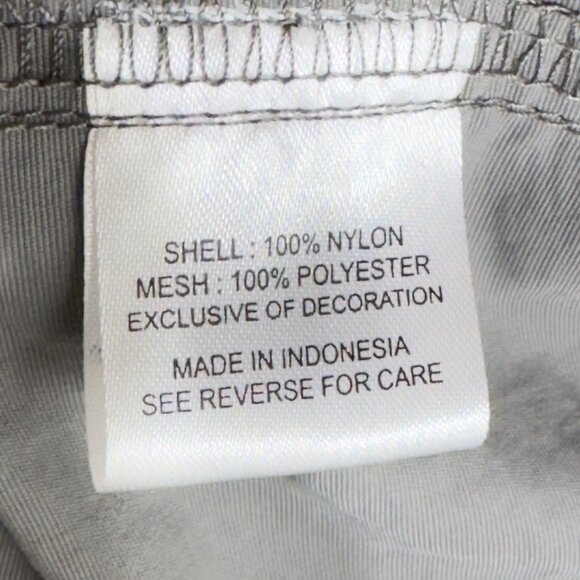 SHELL : 100% NYLON
MESH : 100% POLYESTER
EXCLUSIVE OF DECORATION
MADE IN INDONESIA
SEE REVERSE FOR CARE